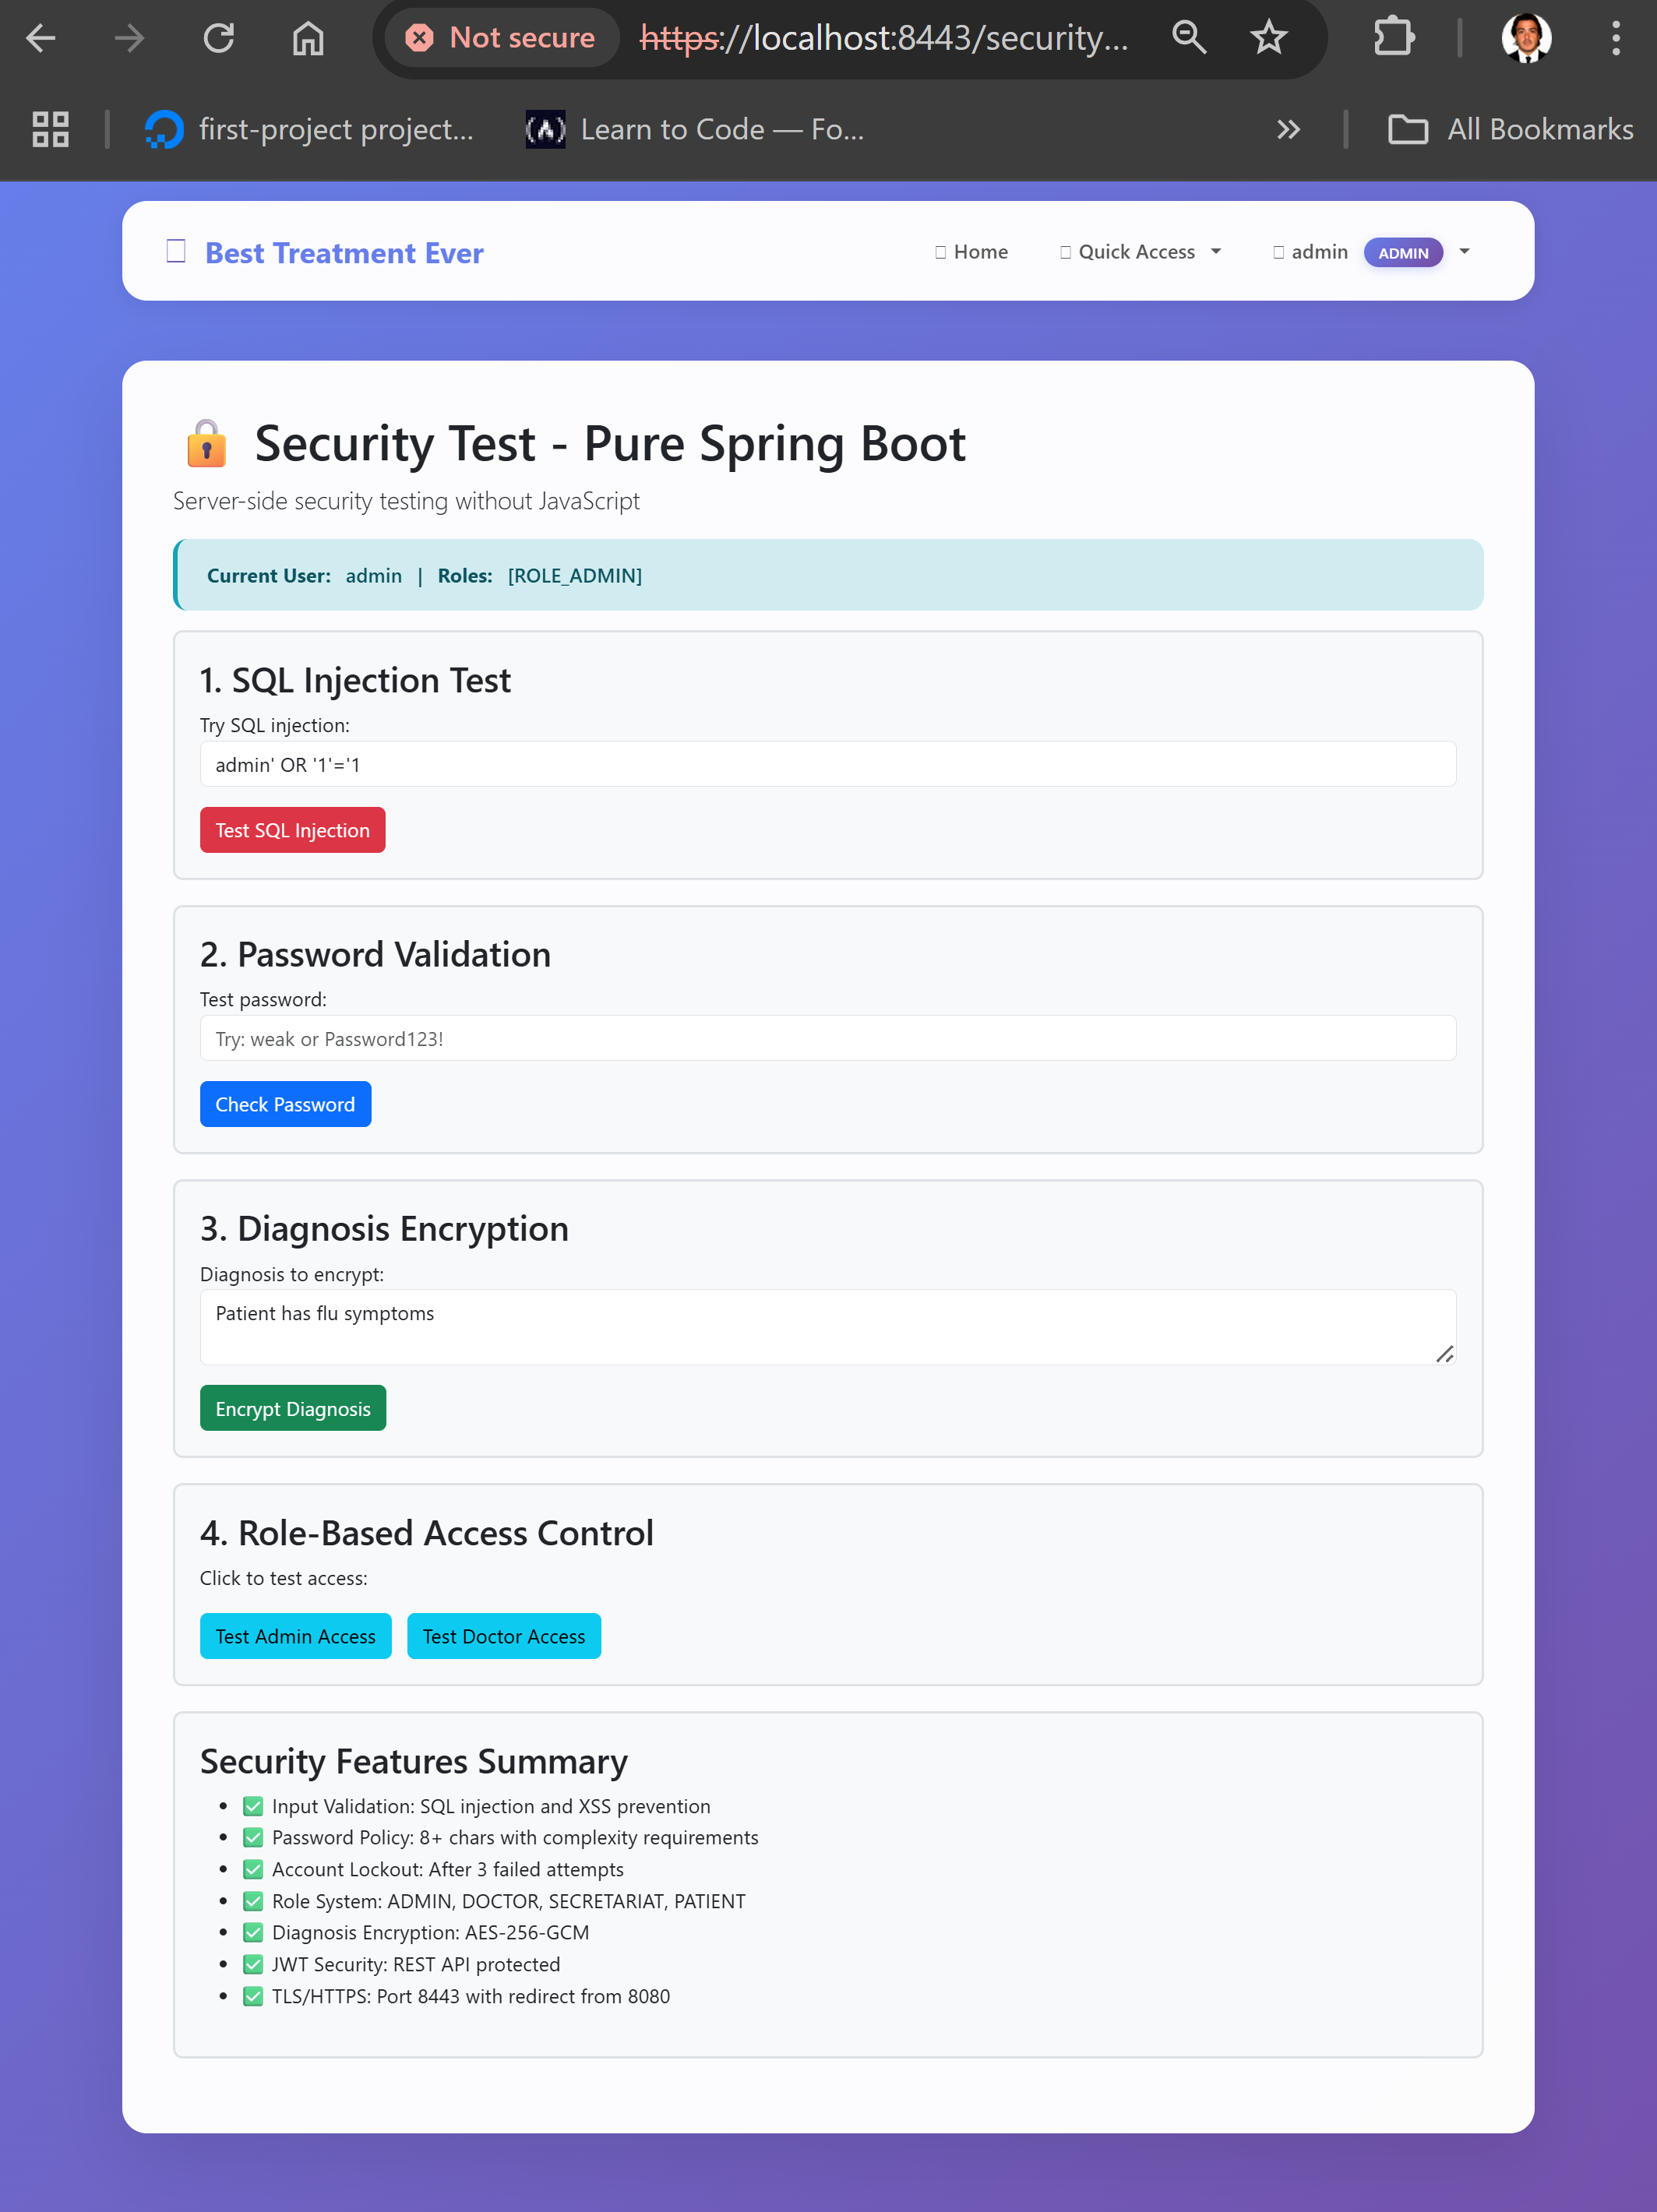 Not secure https://localhost:8443/security...
first-project project... Learn to Code — Fo... All Bookmarks
Best Treatment Ever Home Quick Access admin ADMIN
Security Test - Pure Spring Boot
Server-side security testing without JavaScript
Current User: admin | Roles: [ROLE_ADMIN]
1. SQL Injection Test
Try SQL injection:
admin' OR '1'='1
Test SQL Injection
2. Password Validation
Test password:
Try: weak or Password123!
Check Password
3. Diagnosis Encryption
Diagnosis to encrypt:
Patient has flu symptoms
Encrypt Diagnosis
4. Role-Based Access Control
Click to test access:
Test Admin Access Test Doctor Access
Security Features Summary
• ✅ Input Validation: SQL injection and XSS prevention
• ✅ Password Policy: 8+ chars with complexity requirements
• ✅ Account Lockout: After 3 failed attempts
• ✅ Role System: ADMIN, DOCTOR, SECRETARIAT, PATIENT
• ✅ Diagnosis Encryption: AES-256-GCM
• ✅ JWT Security: REST API protected
• ✅ TLS/HTTPS: Port 8443 with redirect from 8080